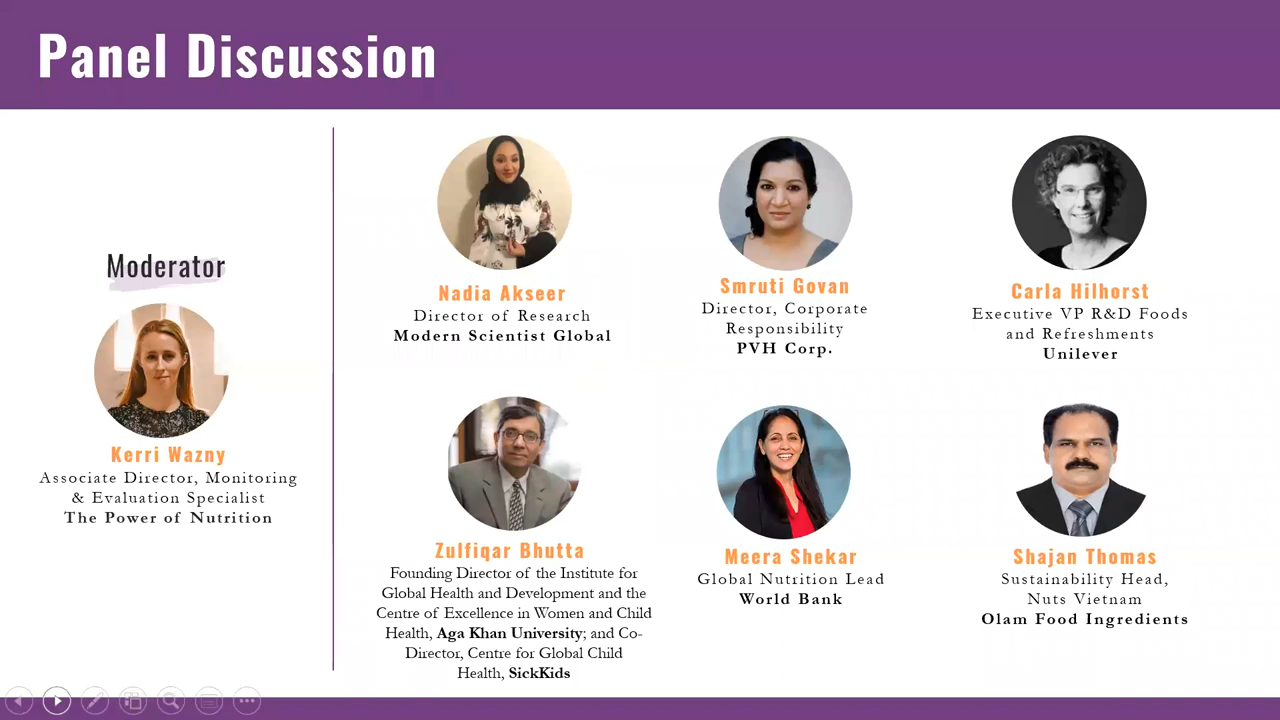 Panel Discussion
Moderator
Kerri Wazny
Associate Director, Monitoring
& Evaluation Specialist
The Power of Nutrition
Nadia Akseer
Director of Research
Modern Scientist Global
Smruti Govan
Director, Corporate
Responsibility
PVH Corp.
Carla Hilhorst
Executive VP R&D Foods
and Refreshments
Unilever
Zulfiqar Bhutta
Founding Director of the Institute for
Global Health and Development and the
Centre of Excellence in Women and Child
Health, Aga Khan University; and Co-
Director, Centre for Global Child
Health, SickKids
Meera Shekar
Global Nutrition Lead
World Bank
Shajan Thomas
Sustainability Head,
Nuts Vietnam
Olam Food Ingredients